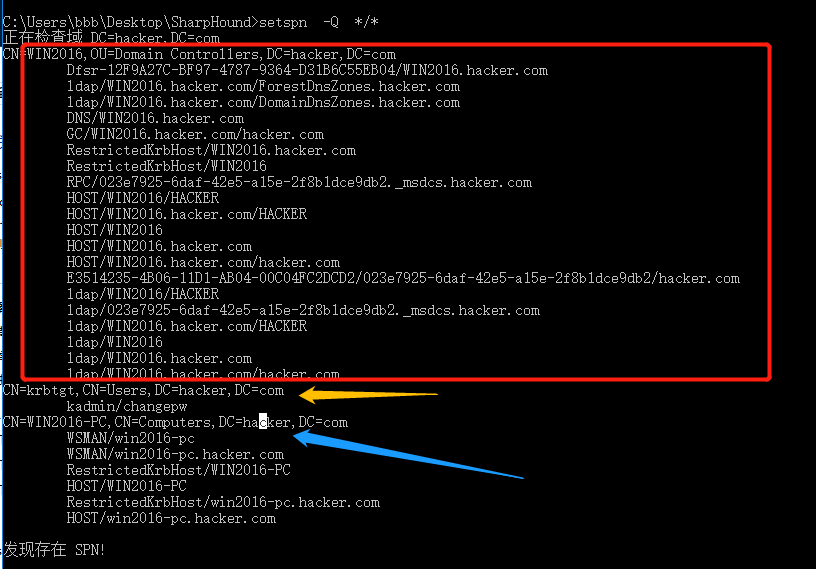 C:\Users\bbb\Desktop\SharpHound>setspn  -Q  */*
正在检查域 DC=hacker,DC=com
CN=WIN2016,OU=Domain Controllers,DC=hacker,DC=com
Dfsr-12F9A27C-BF97-4787-9364-D31B6C55EB04/WIN2016.hacker.com
ldap/WIN2016.hacker.com/ForestDnsZones.hacker.com
ldap/WIN2016.hacker.com/DomainDnsZones.hacker.com
DNS/WIN2016.hacker.com
GC/WIN2016.hacker.com/hacker.com
RestrictedKrbHost/WIN2016.hacker.com
RestrictedKrbHost/WIN2016
RPC/023e7925-6daf-42e5-a15e-2f8b1dce9db2._msdcs.hacker.com
HOST/WIN2016/HACKER
HOST/WIN2016.hacker.com/HACKER
HOST/WIN2016
HOST/WIN2016.hacker.com
HOST/WIN2016.hacker.com/hacker.com
E3514235-4B06-11D1-AB04-00C04FC2DCD2/023e7925-6daf-42e5-a15e-2f8b1dce9db2/hacker.com
ldap/WIN2016/HACKER
ldap/023e7925-6daf-42e5-a15e-2f8b1dce9db2._msdcs.hacker.com
ldap/WIN2016.hacker.com/HACKER
ldap/WIN2016
ldap/WIN2016.hacker.com
ldap/WIN2016.hacker.com/hacker.com
CN=krbtgt,CN=Users,DC=hacker,DC=com
kadmin/changepw
CN=WIN2016-PC,CN=Computers,DC=hacker,DC=com
WSMAN/win2016-pc
WSMAN/win2016-pc.hacker.com
RestrictedKrbHost/WIN2016-PC
HOST/WIN2016-PC
RestrictedKrbHost/win2016-pc.hacker.com
HOST/win2016-pc.hacker.com
发现存在 SPN!